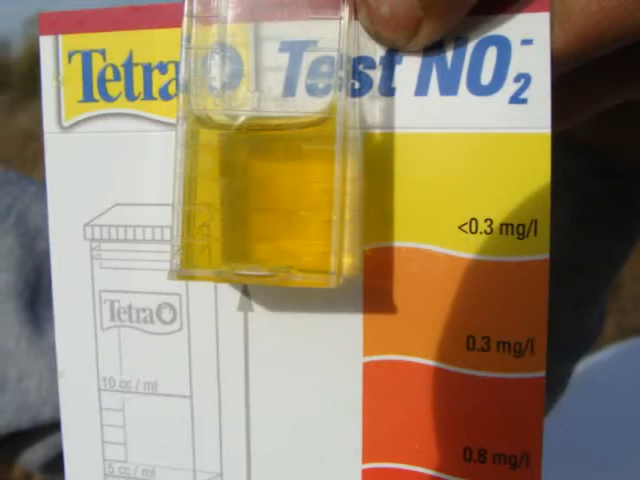 Tetra Test NO₂⁻
<0.3 mg/l
Tetra
0.3 mg/l
10 cc / ml
0.8 mg/l
5 cc / ml